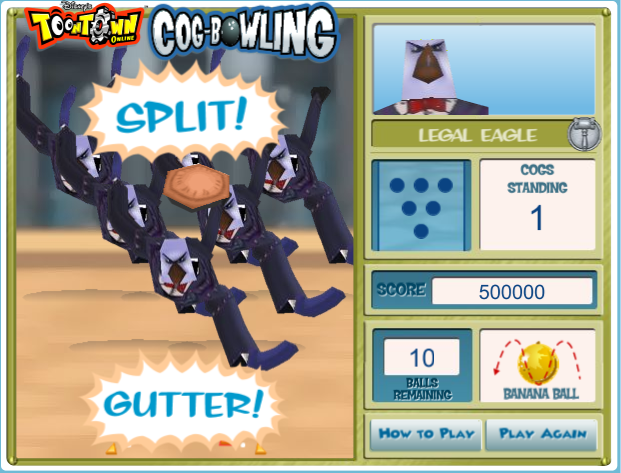 Disney's
TOONTOWN
ONLINE
COG-BOWLING
SPLIT!
GUTTER!
LEGAL EAGLE
COGS
STANDING
1
SCORE 500000
10
BALLS
REMAINING
BANANA BALL
HOW TO PLAY
PLAY AGAIN